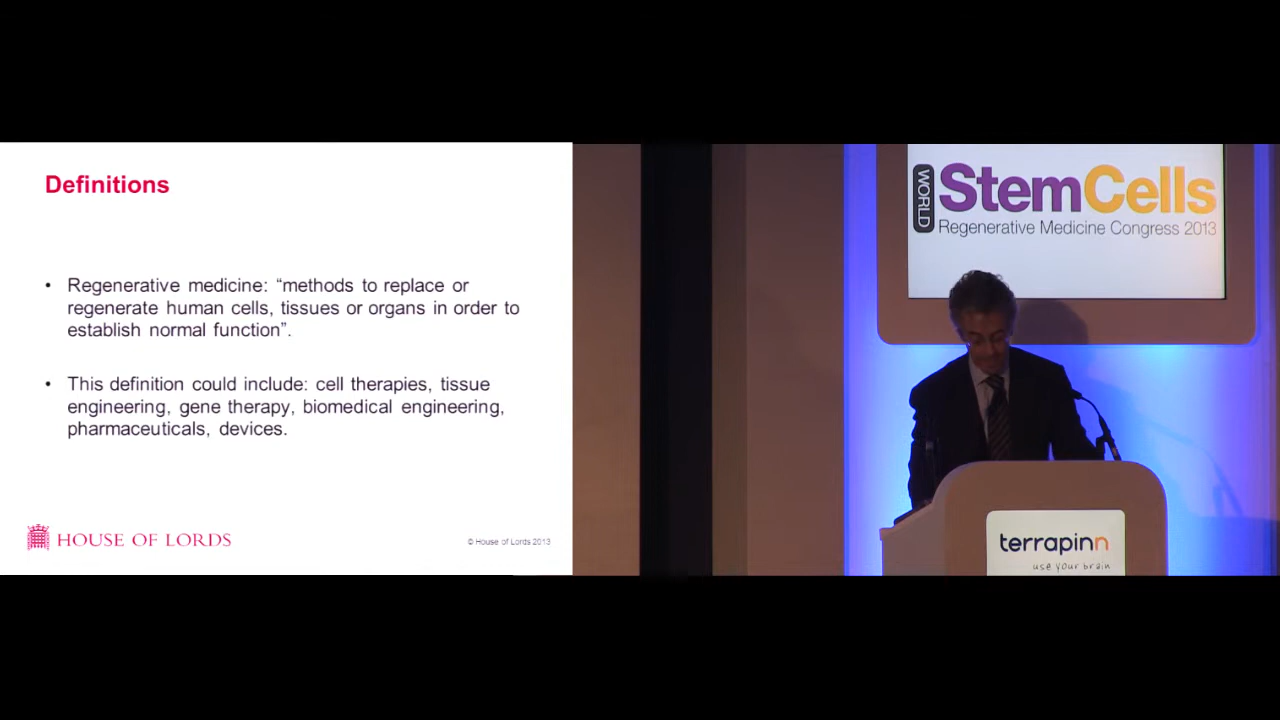 Definitions
• Regenerative medicine: “methods to replace or
regenerate human cells, tissues or organs in order to
establish normal function”.
• This definition could include: cell therapies, tissue
engineering, gene therapy, biomedical engineering,
pharmaceuticals, devices.
HOUSE OF LORDS
© House of Lords 2013
WORLD
StemCells
Regenerative Medicine Congress 2013
terrapinn
use your brain